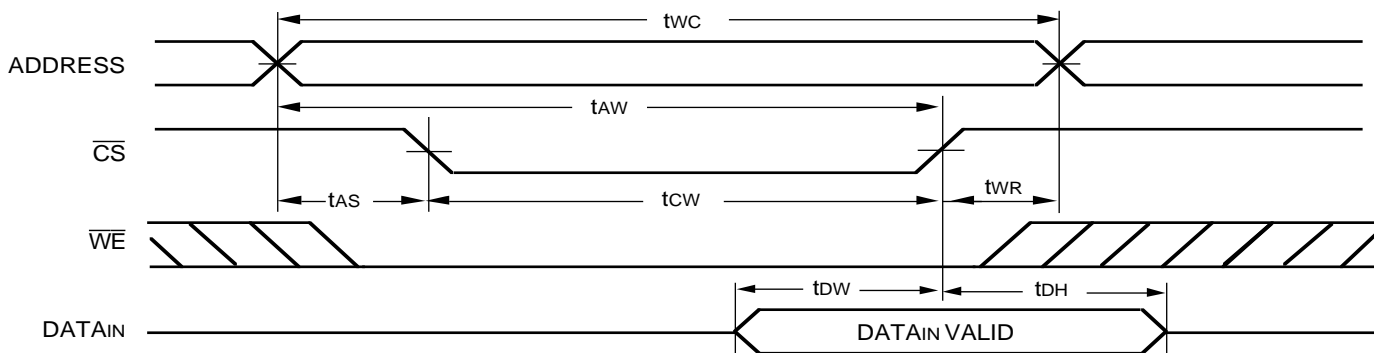 tWC
ADDRESS
tAW
CS
tAS
tCW
tWR
WE
tDW
tDH
DATAIN
DATAIN VALID